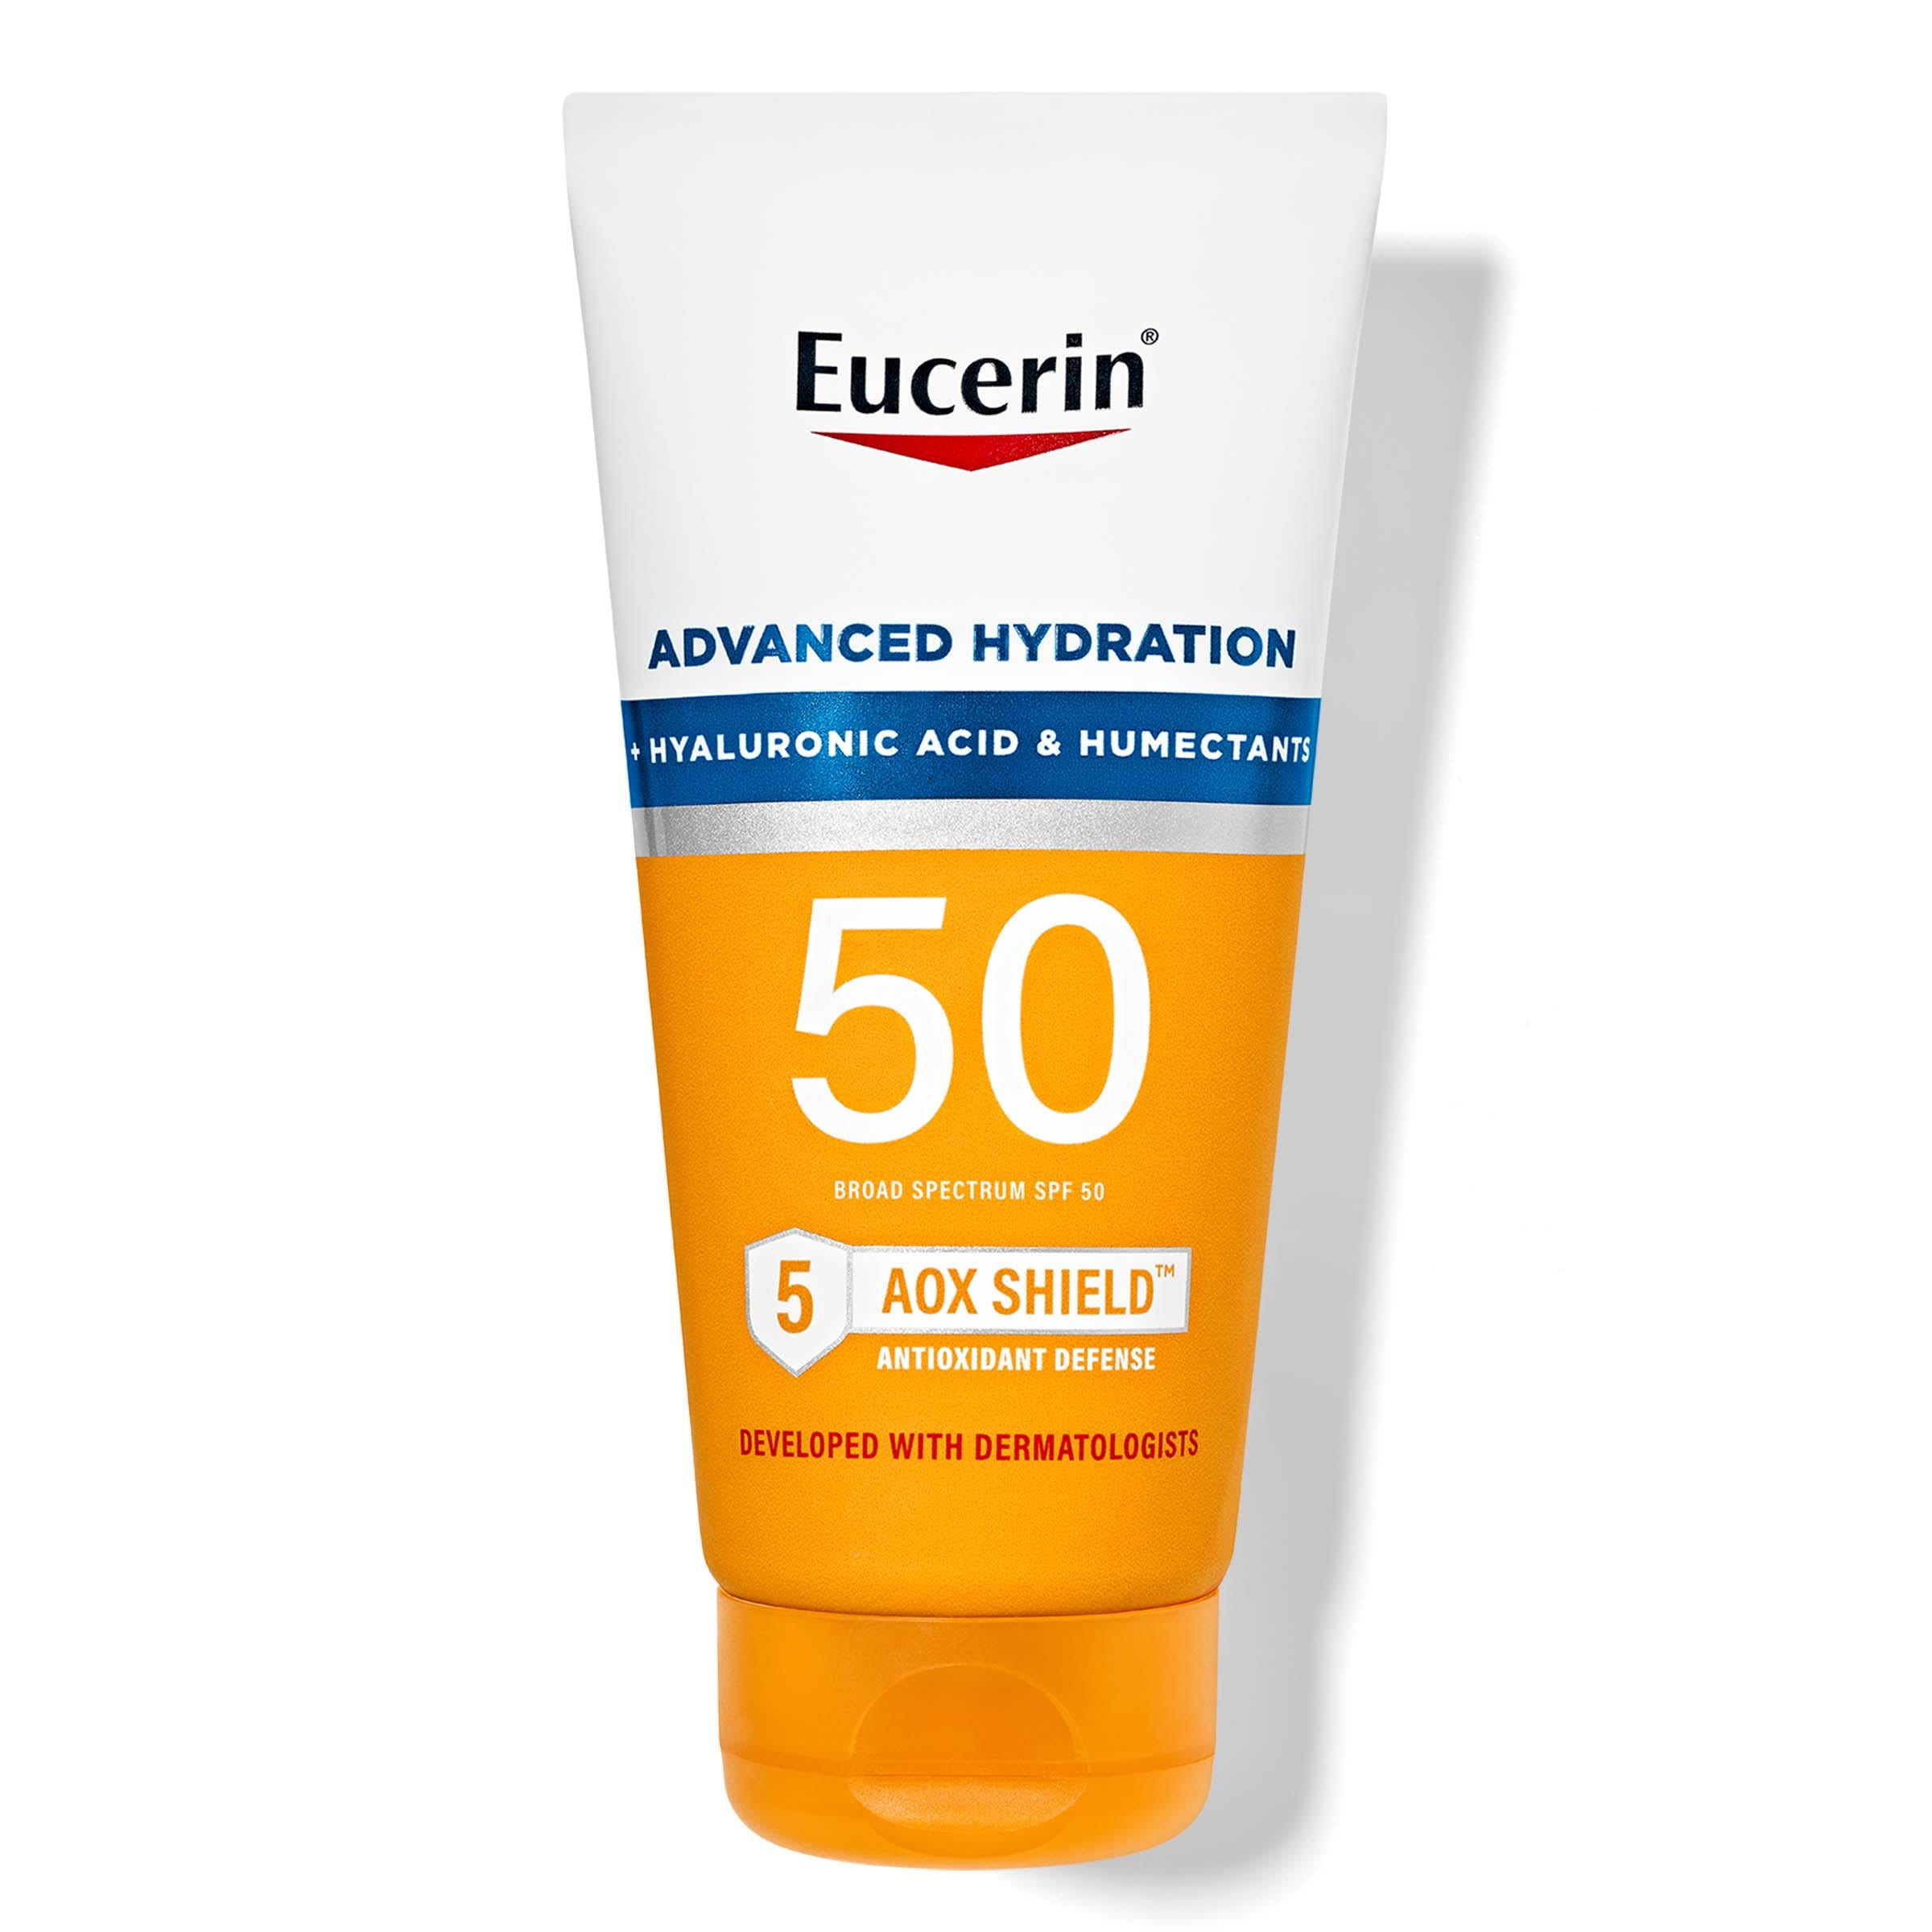 Eucerin®
ADVANCED HYDRATION
+ HYALURONIC ACID & HUMECTANTS
50
BROAD SPECTRUM SPF 50
5 AOX SHIELD™
ANTIOXIDANT DEFENSE
DEVELOPED WITH DERMATOLOGISTS